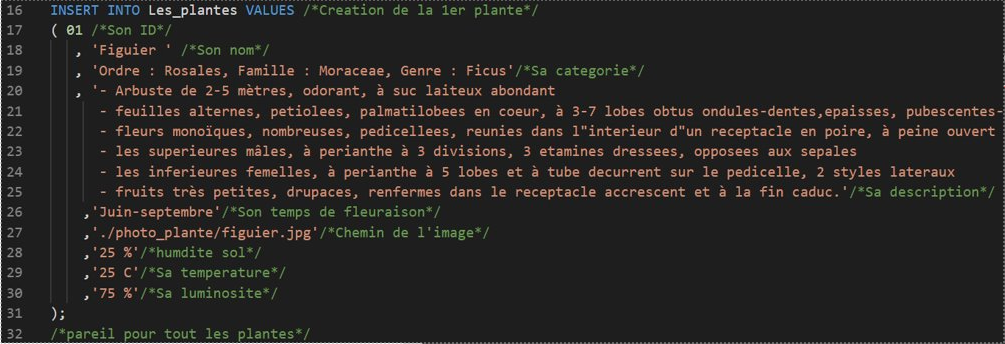 16 INSERT INTO Les_plantes VALUES /*Creation de la 1er plante*/
17 ( 01 /*Son ID*/
18 , 'Figuier ' /*Son nom*/
19 , 'Ordre : Rosales, Famille : Moraceae, Genre : Ficus'/*Sa categorie*/
20 , '- Arbuste de 2-5 mètres, odorant, à suc laiteux abondant
21 - feuilles alternes, petiolees, palmatilobees en coeur, à 3-7 lobes obtus ondules-dentes,epaisses, pubescentes-
22 - fleurs monoïques, nombreuses, pedicellees, reunies dans l"interieur d"un receptacle en poire, à peine ouvert
23 - les superieures mâles, à perianthe à 3 divisions, 3 etamines dressees, opposees aux sepales
24 - les inferieures femelles, à perianthe à 5 lobes et à tube decurrent sur le pedicelle, 2 styles lateraux
25 - fruits très petites, drupaces, renfermes dans le receptacle accrescent et à la fin caduc.'/*Sa description*/
26 ,'Juin-septembre'/*Son temps de fleuraison*/
27 ,'./photo_plante/figuier.jpg'/*Chemin de l'image*/
28 ,'25 %'/*humdite sol*/
29 ,'25 C'/*Sa temperature*/
30 ,'75 %'/*Sa luminosite*/
31 );
32 /*pareil pour tout les plantes*/